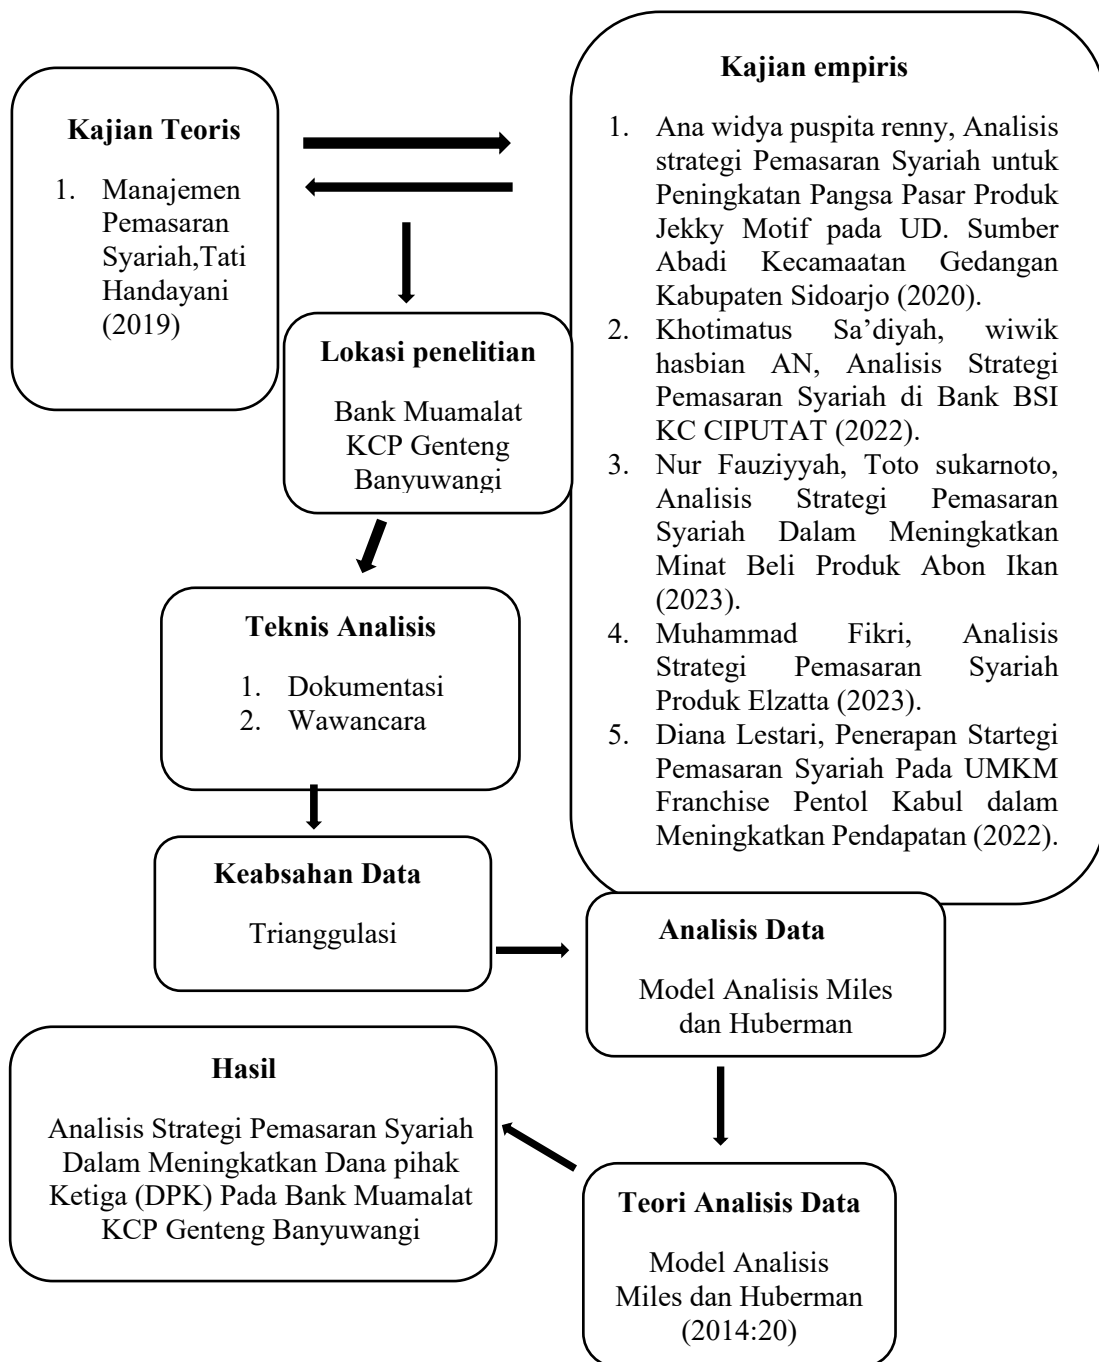 Kajian Teoris
1. Manajemen
Pemasaran
Syariah,Tati
Handayani
(2019)
Kajian empiris
1. Ana widya puspita renny, Analisis
strategi Pemasaran Syariah untuk
Peningkatan Pangsa Pasar Produk
Jekky Motif pada UD. Sumber
Abadi Kecamaatan Gedangan
Kabupaten Sidoarjo (2020).
2. Khotimatus Sa’diyah, wiwik
hasbian AN, Analisis Strategi
Pemasaran Syariah di Bank BSI
KC CIPUTAT (2022).
3. Nur Fauziyyah, Toto sukarnoto,
Analisis Strategi Pemasaran
Syariah Dalam Meningkatkan
Minat Beli Produk Abon Ikan
(2023).
4. Muhammad Fikri, Analisis
Strategi Pemasaran Syariah
Produk Elzatta (2023).
5. Diana Lestari, Penerapan Startegi
Pemasaran Syariah Pada UMKM
Franchise Pentol Kabul dalam
Meningkatkan Pendapatan (2022).
Lokasi penelitian
Bank Muamalat
KCP Genteng
Banyuwangi
Teknis Analisis
1. Dokumentasi
2. Wawancara
Keabsahan Data
Trianggulasi
Analisis Data
Model Analisis Miles
dan Huberman
Hasil
Analisis Strategi Pemasaran Syariah
Dalam Meningkatkan Dana pihak
Ketiga (DPK) Pada Bank Muamalat
KCP Genteng Banyuwangi
Teori Analisis Data
Model Analisis
Miles dan Huberman
(2014:20)